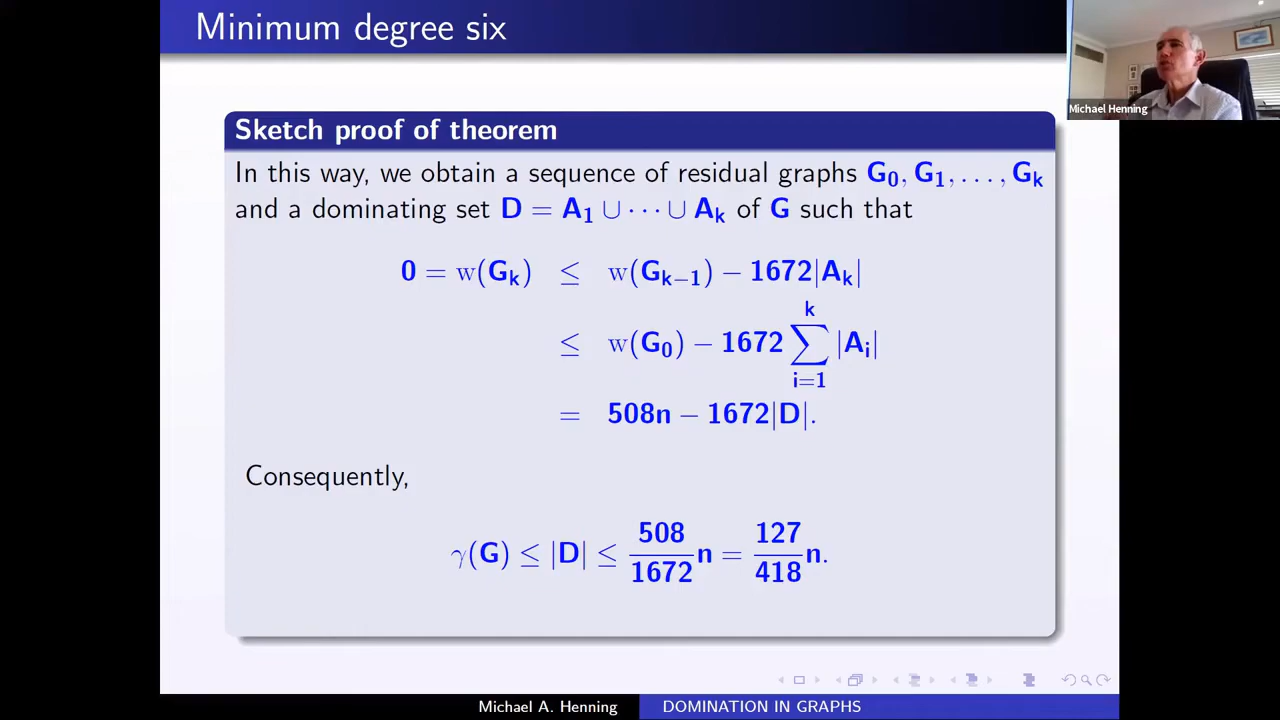 Minimum degree six
Michael Henning
Sketch proof of theorem
In this way, we obtain a sequence of residual graphs G₀, G₁, . . . , Gₖ
and a dominating set D = A₁ ∪ · · · ∪ Aₖ of G such that
0 = w(Gₖ) ≤ w(Gₖ₋₁) − 1672|Aₖ|
≤ w(G₀) − 1672 ∑ᵢ₌₁ᵏ |Aᵢ|
= 508n − 1672|D|.
Consequently,
γ(G) ≤ |D| ≤ 508/1672 n = 127/418 n.
Michael A. Henning
DOMINATION IN GRAPHS